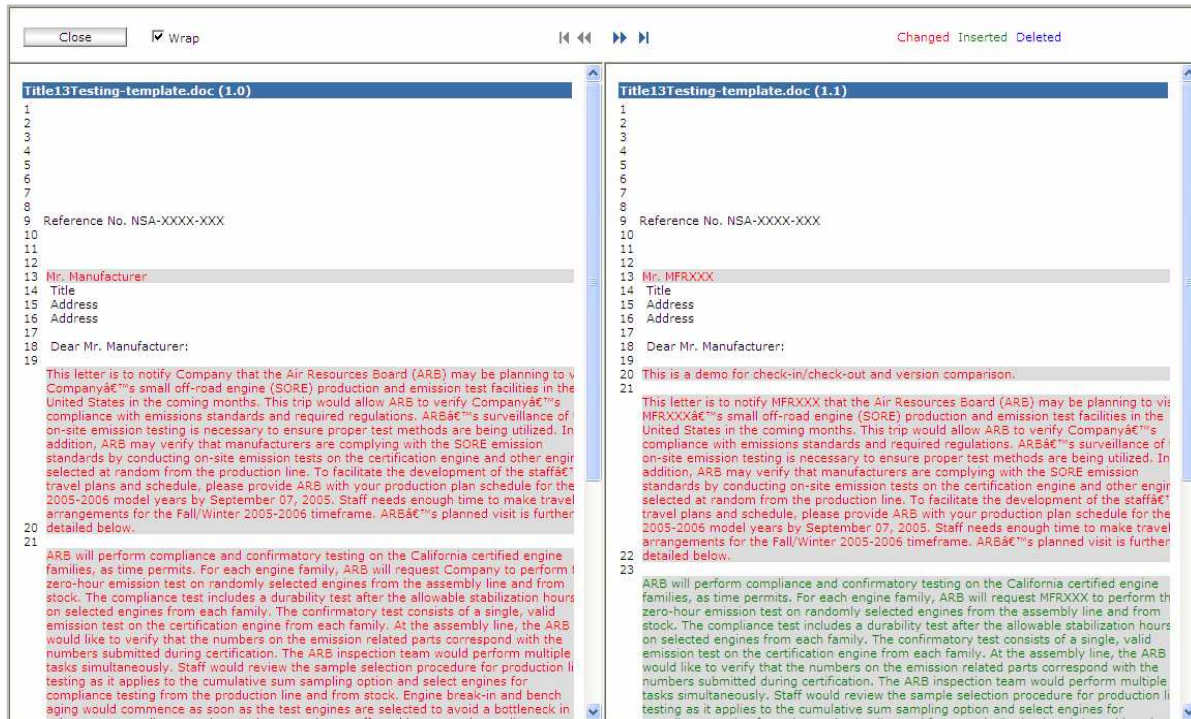 Close
Wrap
Changed Inserted Deleted
Title13Testing-template.doc (1.0)
1
2
3
4
5
6
7
8
9 Reference No. NSA-XXXX-XXX
10
11
12
13 Mr. Manufacturer
14 Title
15 Address
16 Address
17
18 Dear Mr. Manufacturer:
19
This letter is to notify Company that the Air Resources Board (ARB) may be planning to
Companyâ€™s small off-road engine (SORE) production and emission test facilities in the
United States in the coming months. This trip would allow ARB to verify Companyâ€™s
compliance with emissions standards and required regulations. ARBâ€™s surveillance of
on-site emission testing is necessary to ensure proper test methods are being utilized. In
addition, ARB may verify that manufacturers are complying with the SORE emission
standards by conducting on-site emission tests on the certification engine and other engin
selected at random from the production line. To facilitate the development of the staffâ€™
travel plans and schedule, please provide ARB with your production plan schedule for the
2005-2006 model years by September 07, 2005. Staff needs enough time to make travel
arrangements for the Fall/Winter 2005-2006 timeframe. ARBâ€™s planned visit is further
20 detailed below.
21
ARB will perform compliance and confirmatory testing on the California certified engine
families, as time permits. For each engine family, ARB will request Company to perform
zero-hour emission test on randomly selected engines from the assembly line and from
stock. The compliance test includes a durability test after the allowable stabilization hours
on selected engines from each family. The confirmatory test consists of a single, valid
emission test on the certification engine from each family. At the assembly line, the ARB
would like to verify that the numbers on the emission related parts correspond with the
numbers submitted during certification. The ARB inspection team would perform multiple
tasks simultaneously. Staff would review the sample selection procedure for production li
testing as it applies to the cumulative sum sampling option and select engines for
compliance testing from the production line and from stock. Engine break-in and bench
aging would commence as soon as the test engines are selected to avoid a bottleneck in
Title13Testing-template.doc (1.1)
1
2
3
4
5
6
7
8
9 Reference No. NSA-XXXX-XXX
10
11
12
13 Mr. MFRXXX
14 Title
15 Address
16 Address
17
18 Dear Mr. Manufacturer:
19
20 This is a demo for check-in/check-out and version comparison.
21
This letter is to notify MFRXXX that the Air Resources Board (ARB) may be planning to vis
MFRXXXâ€™s small off-road engine (SORE) production and emission test facilities in the
United States in the coming months. This trip would allow ARB to verify Companyâ€™s
compliance with emissions standards and required regulations. ARBâ€™s surveillance of
on-site emission testing is necessary to ensure proper test methods are being utilized. In
addition, ARB may verify that manufacturers are complying with the SORE emission
standards by conducting on-site emission tests on the certification engine and other engin
selected at random from the production line. To facilitate the development of the staffâ€™
travel plans and schedule, please provide ARB with your production plan schedule for the
2005-2006 model years by September 07, 2005. Staff needs enough time to make travel
arrangements for the Fall/Winter 2005-2006 timeframe. ARBâ€™s planned visit is further
22 detailed below.
23
ARB will perform compliance and confirmatory testing on the California certified engine
families, as time permits. For each engine family, ARB will request MFRXXX to perform th
zero-hour emission test on randomly selected engines from the assembly line and from
stock. The compliance test includes a durability test after the allowable stabilization hours
on selected engines from each family. The confirmatory test consists of a single, valid
emission test on the certification engine from each family. At the assembly line, the ARB
would like to verify that the numbers on the emission related parts correspond with the
numbers submitted during certification. The ARB inspection team would perform multiple
tasks simultaneously. Staff would review the sample selection procedure for production li
testing as it applies to the cumulative sum sampling option and select engines for